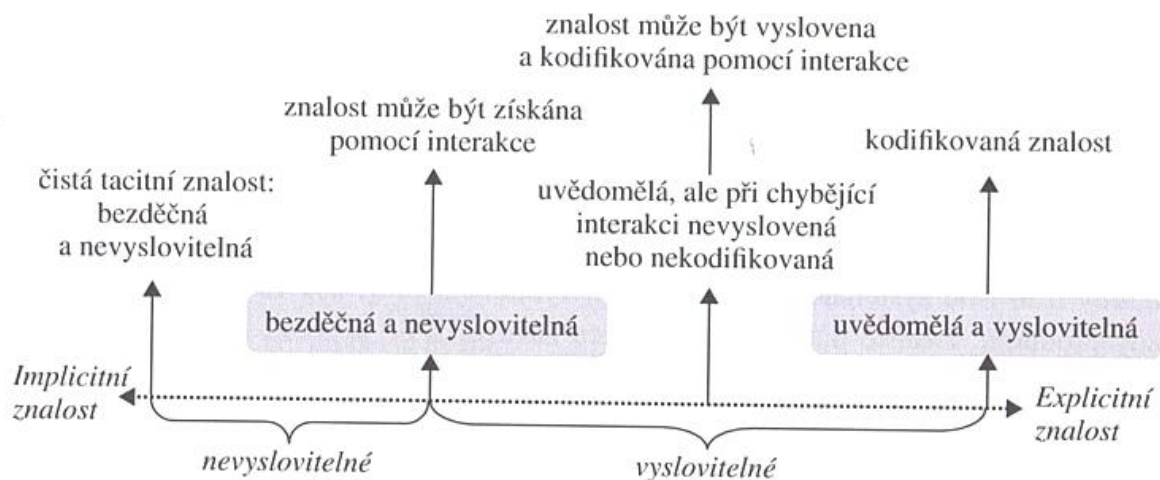 znalost může být vyslovena
a kodifikována pomocí interakce
znalost může být získána
pomocí interakce
kodifikovaná znalost
čistá tacitní znalost:
bezděčná
a nevyslovitelná
uvědomělá, ale při chybějící
interakci nevyslovená
nebo nekodifikovaná
bezděčná a nevyslovitelná
uvědomělá a vyslovitelná
Implicitní
znalost
Explicitní
znalost
nevyslovitelné
vyslovitelné